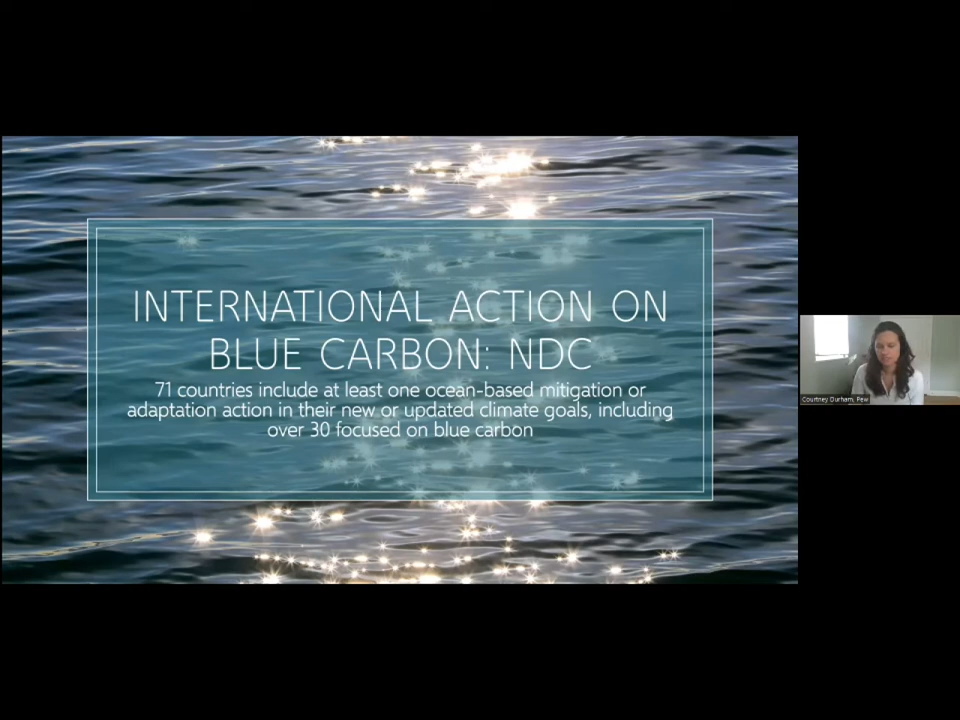 INTERNATIONAL ACTION ON
BLUE CARBON: NDC
71 countries include at least one ocean-based mitigation or
adaptation action in their new or updated climate goals, including
over 30 focused on blue carbon
Courtney Durham, Pew